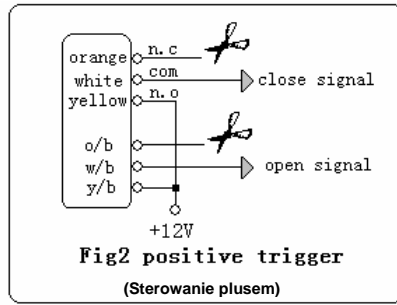 orange n.c
white com close signal
yellow n.o
o/b
w/b open signal
y/b
+12V
Fig2 positive trigger
(Sterowanie plusem)